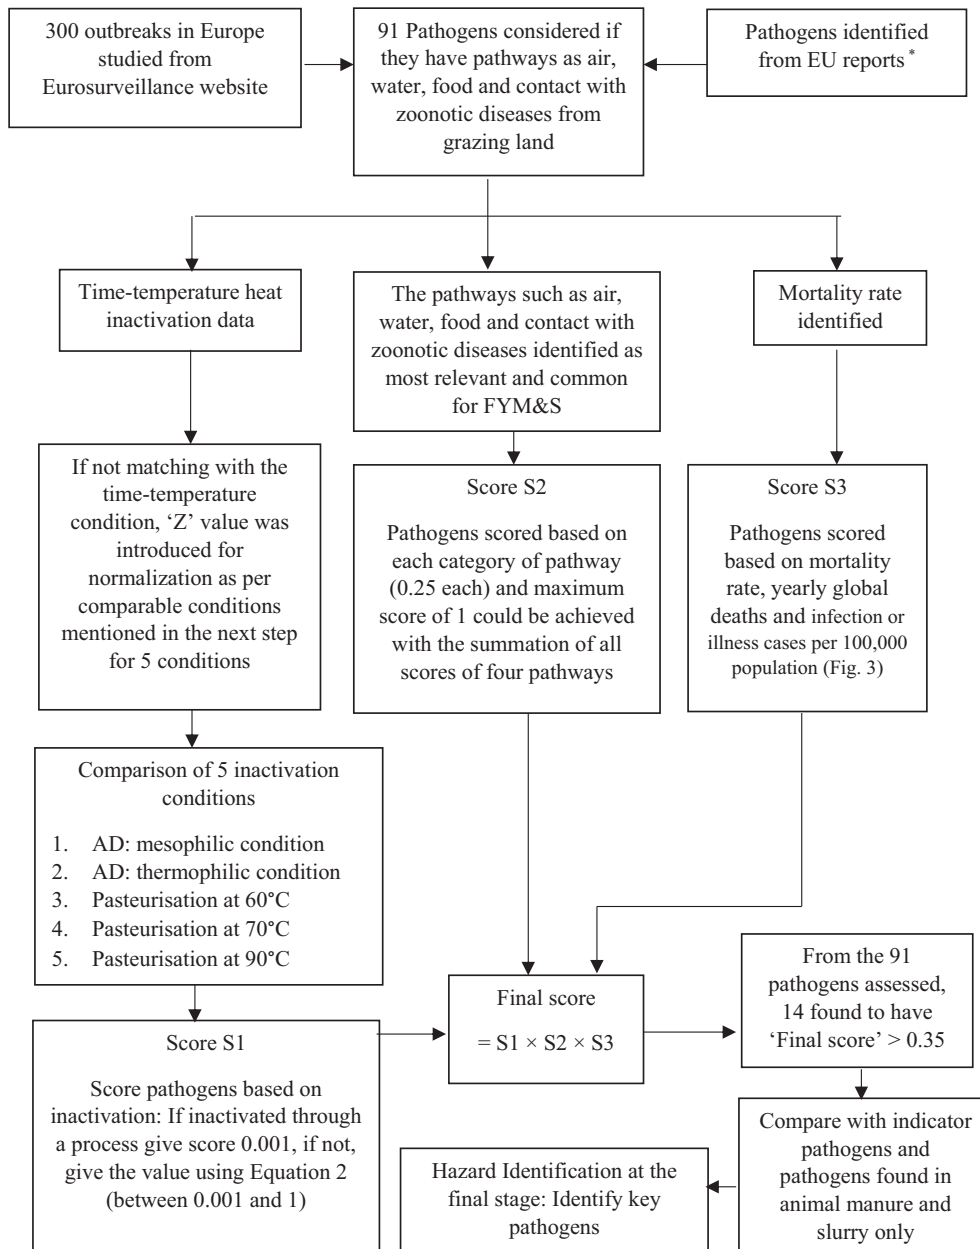 300 outbreaks in Europe
studied from
Eurosurveillance website
91 Pathogens considered if
they have pathways as air,
water, food and contact with
zoonotic diseases from
grazing land
Pathogens identified
from EU reports*
Time-temperature heat
inactivation data
The pathways such as air,
water, food and contact with
zoonotic diseases identified as
most relevant and common
for FYM&S
Mortality rate
identified
If not matching with the
time-temperature
condition, ‘Z’ value was
introduced for
normalization as per
comparable conditions
mentioned in the next step
for 5 conditions
Score S2
Pathogens scored based on
each category of pathway
(0.25 each) and maximum
score of 1 could be achieved
with the summation of all
scores of four pathways
Score S3
Pathogens scored
based on mortality
rate, yearly global
deaths and infection or
illness cases per 100,000
population (Fig. 3)
Comparison of 5 inactivation
conditions
1. AD: mesophilic condition
2. AD: thermophilic condition
3. Pasteurisation at 60°C
4. Pasteurisation at 70°C
5. Pasteurisation at 90°C
Score S1
Score pathogens based on
inactivation: If inactivated through
a process give score 0.001, if not,
give the value using Equation 2
(between 0.001 and 1)
Final score
= S1 × S2 × S3
From the 91
pathogens assessed,
14 found to have
‘Final score’ > 0.35
Compare with indicator
pathogens and
pathogens found in
animal manure and
slurry only
Hazard Identification at the
final stage: Identify key
pathogens